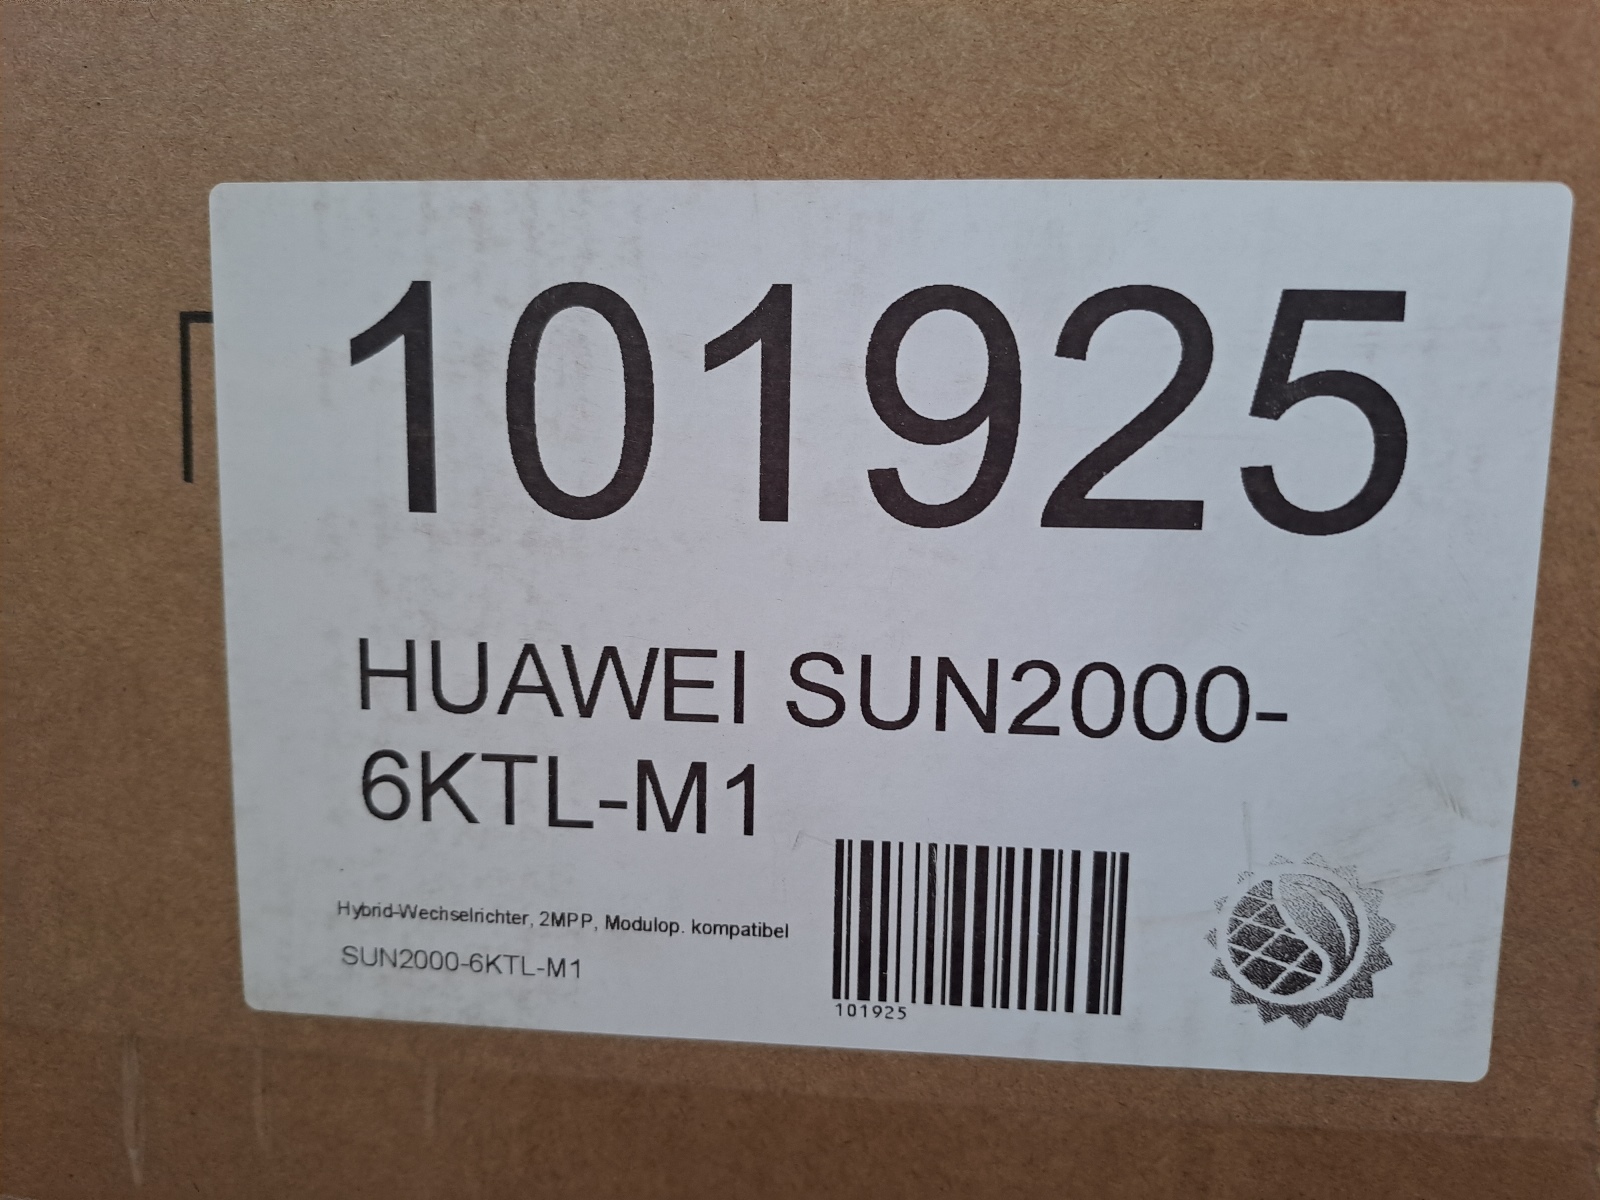 101925
HUAWEI SUN2000-
6KTL-M1
Hybrid-Wechselrichter, 2MPP, Modulop. kompatibel
SUN2000-6KTL-M1
101925